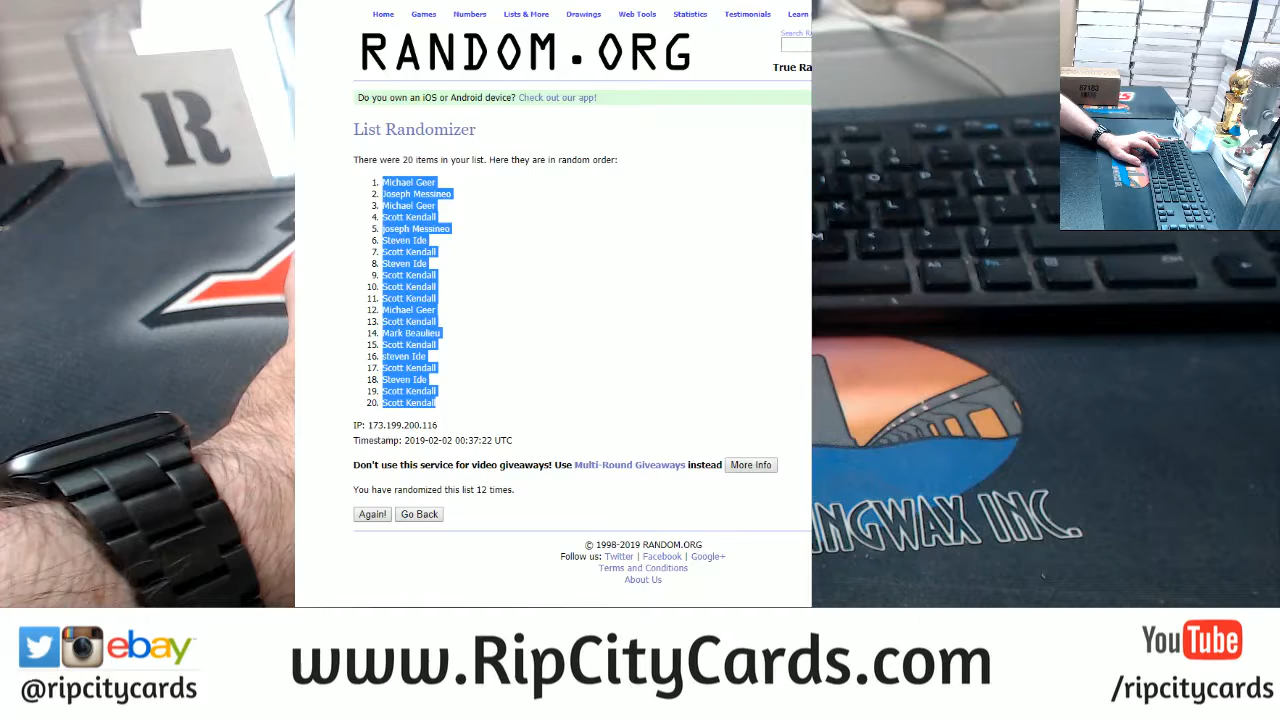 Home Games Numbers Lists & More Drawings Web Tools Statistics Testimonials Learn
RANDOM.ORG
True Ra
Do you own an iOS or Android device? Check out our app!
List Randomizer
There were 20 items in your list. Here they are in random order:
1. Michael Geer
2. Joseph Messineo
3. Michael Geer
4. Scott Kendall
5. joseph Messineo
6. Steven Ide
7. Scott Kendall
8. Steven Ide
9. Scott Kendall
10. Scott Kendall
11. Scott Kendall
12. Michael Geer
13. Scott Kendall
14. Mark Beaulieu
15. Scott Kendall
16. steven Ide
17. Scott Kendall
18. Steven Ide
19. Scott Kendall
20. Scott Kendall
IP: 173.199.200.116
Timestamp: 2019-02-02 00:37:22 UTC
Don't use this service for video giveaways! Use Multi-Round Giveaways instead More Info
You have randomized this list 12 times.
Again! Go Back
© 1998-2019 RANDOM.ORG
Follow us: Twitter | Facebook | Google+
Terms and Conditions
About Us
R
INGWAX INC.
87183
ebay
@ripcitycards
www.RipCityCards.com
YouTube
/ripcitycards